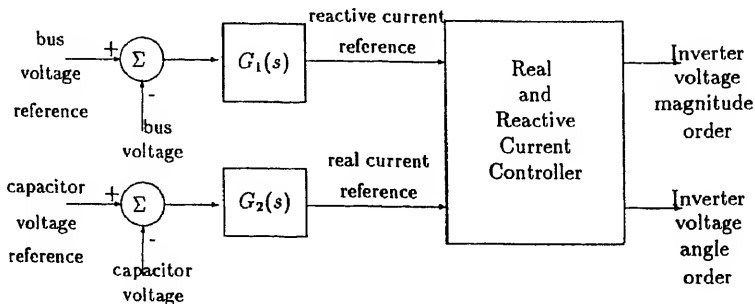 bus
voltage
reference
+
Σ
-
bus
voltage
G₁(s)
reactive current
reference
capacitor
voltage
reference
+
Σ
-
capacitor
voltage
G₂(s)
real current
reference
Real
and
Reactive
Current
Controller
Inverter
voltage
magnitude
order
Inverter
voltage
angle
order